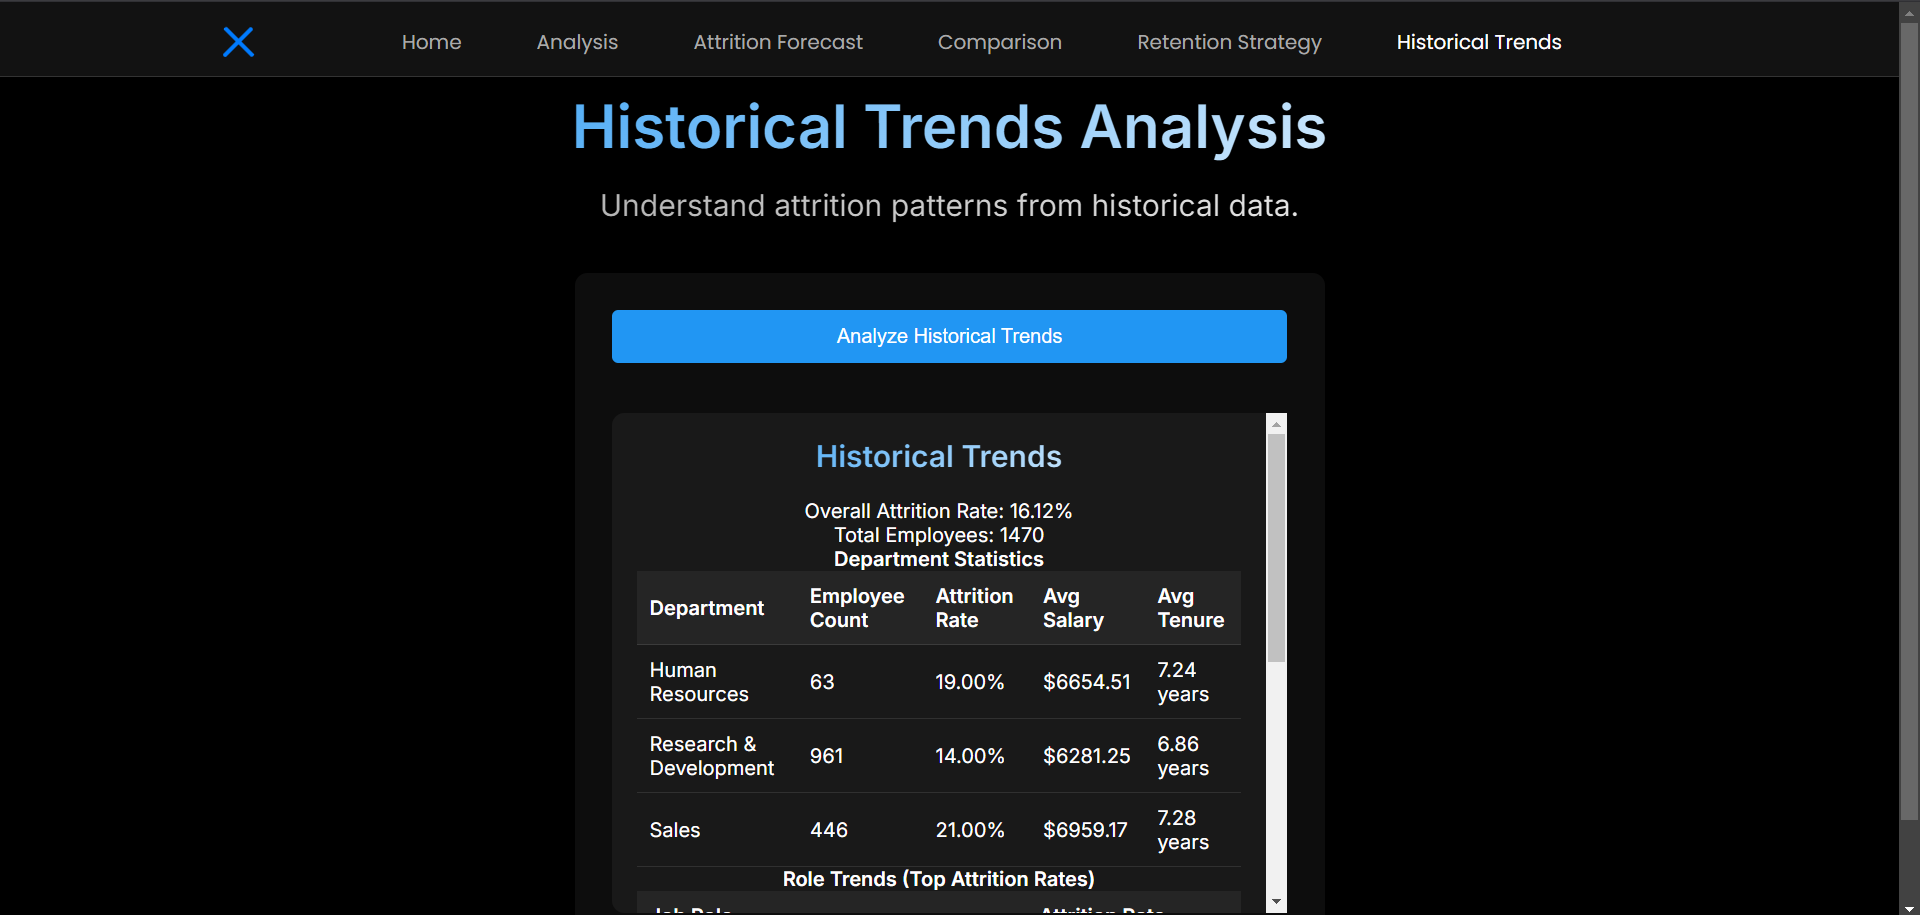 Home Analysis Attrition Forecast Comparison Retention Strategy Historical Trends
Historical Trends Analysis
Understand attrition patterns from historical data.
Analyze Historical Trends
Historical Trends
Overall Attrition Rate: 16.12%
Total Employees: 1470
Department Statistics
Department Employee Count Attrition Rate Avg Salary Avg Tenure
Human Resources 63 19.00% $6654.51 7.24 years
Research & Development 961 14.00% $6281.25 6.86 years
Sales 446 21.00% $6959.17 7.28 years
Role Trends (Top Attrition Rates)
Job Role Attrition Rate